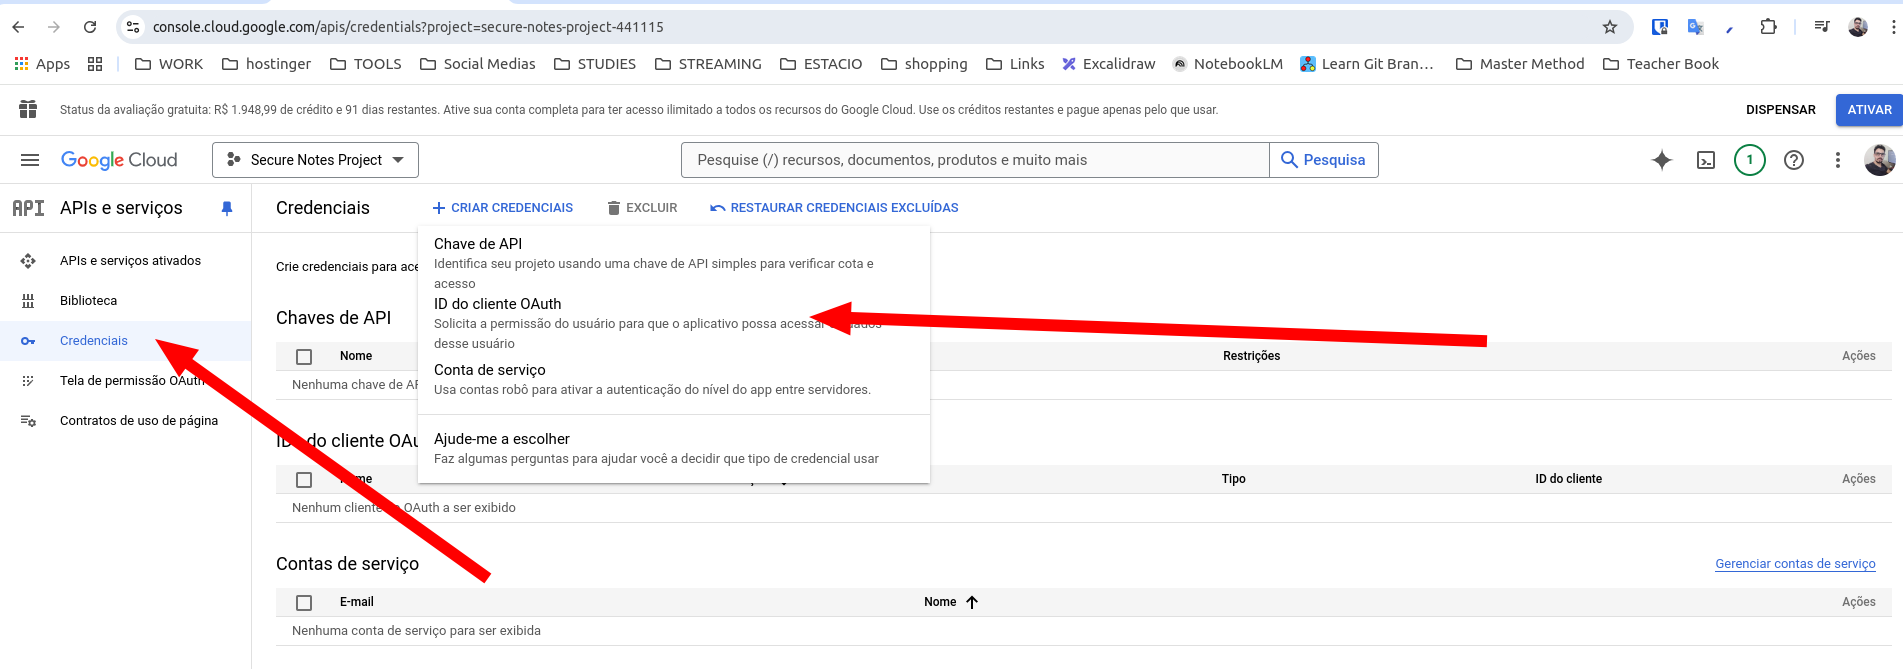 console.cloud.google.com/apis/credentials?project=secure-notes-project-441115
Apps WORK hostinger TOOLS Social Medias STUDIES STREAMING ESTACIO shopping Links Excalidraw NotebookLM Learn Git Bran... Master Method Teacher Book
Status da avaliação gratuita: R$ 1.948,99 de crédito e 91 dias restantes. Ative sua conta completa para ter acesso ilimitado a todos os recursos do Google Cloud. Use os créditos restantes e pague apenas pelo que usar. DISPENSAR ATIVAR
Google Cloud Secure Notes Project Pesquise (/) recursos, documentos, produtos e muito mais Pesquisa 1
API APIs e serviços
APIs e serviços ativados
Biblioteca
Credenciais
Tela de permissão OAuth
Contratos de uso de página
Credenciais CRIAR CREDENCIAIS EXCLUIR RESTAURAR CREDENCIAIS EXCLUÍDAS
Crie credenciais para ace
Chave de API
Identifica seu projeto usando uma chave de API simples para verificar cota e
acesso
ID do cliente OAuth
Solicita a permissão do usuário para que o aplicativo possa acessar dados
desse usuário
Conta de serviço
Usa contas robô para ativar a autenticação do nível do app entre servidores.
Ajude-me a escolher
Faz algumas perguntas para ajudar você a decidir que tipo de credencial usar
Chaves de API
Nome Restrições Ações
Nenhuma chave de AP
do cliente OAu
Tipo ID do cliente Ações
Nenhum cliente OAuth a ser exibido
Contas de serviço Gerenciar contas de serviço
E-mail Nome Ações
Nenhuma conta de serviço para ser exibida